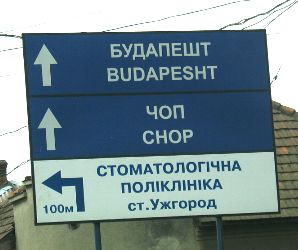 БУДАПЕШТ
BUDAPESHT
ЧОП
CHOP
СТОМАТОЛОГІЧНА
ПОЛІКЛІНІКА
100м ст.Ужгород